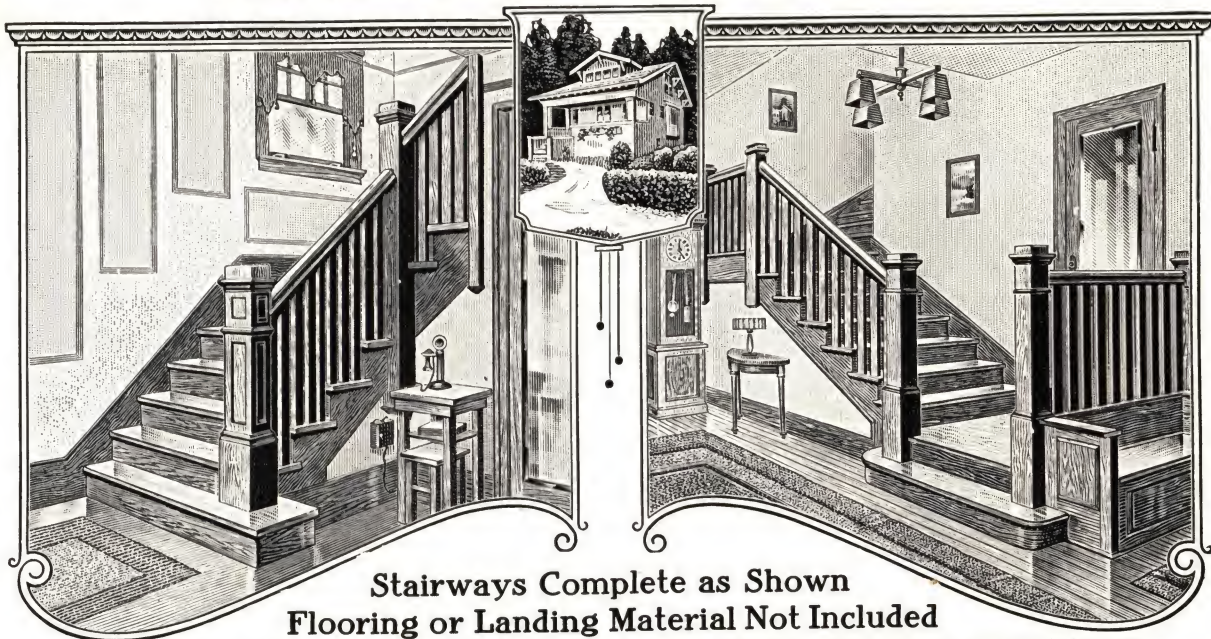 Stairways Complete as Shown
Flooring or Landing Material Not Included